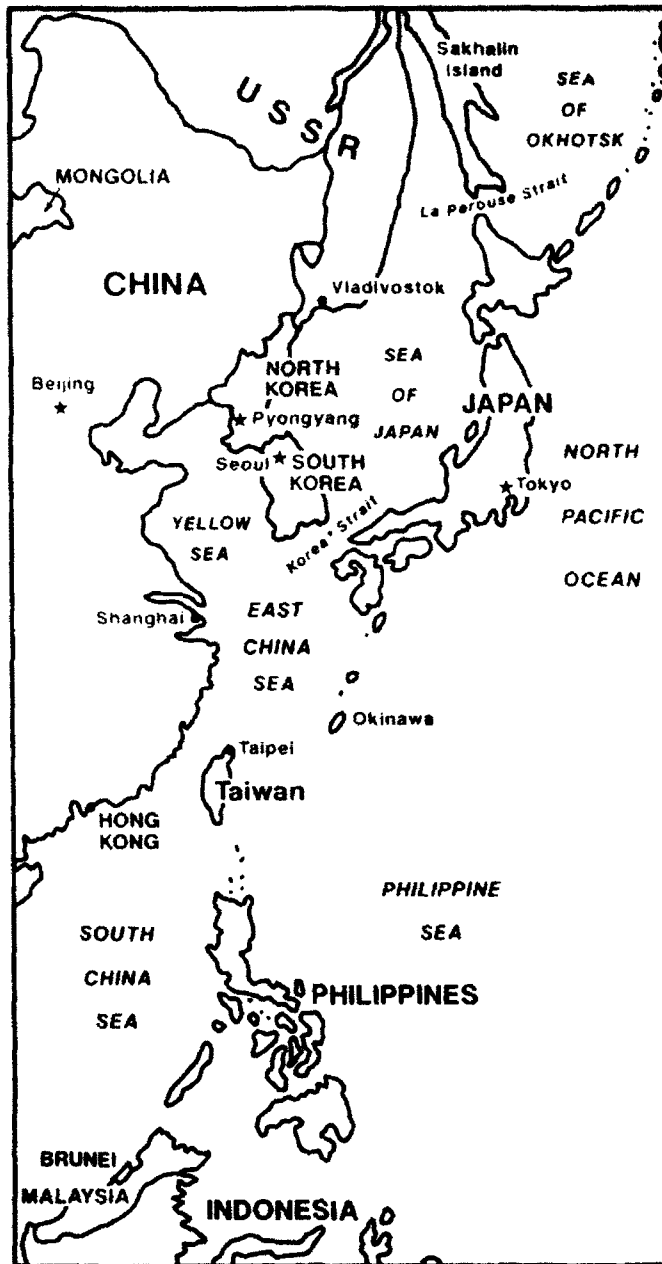 Sakhalin
Island
SEA
OF
OKHOTSK
USSR
MONGOLIA
La Perouse Strait
CHINA
Vladivostok
NORTH
KOREA
SEA
OF
JAPAN
Beijing
Pyongyang
JAPAN
Seoul
SOUTH
KOREA
NORTH
PACIFIC
OCEAN
Tokyo
YELLOW
SEA
Korea Strait
Shanghai
EAST
CHINA
SEA
Okinawa
Taipei
Taiwan
HONG
KONG
PHILIPPINE
SEA
SOUTH
CHINA
SEA
PHILIPPINES
BRUNEI
MALAYSIA
INDONESIA